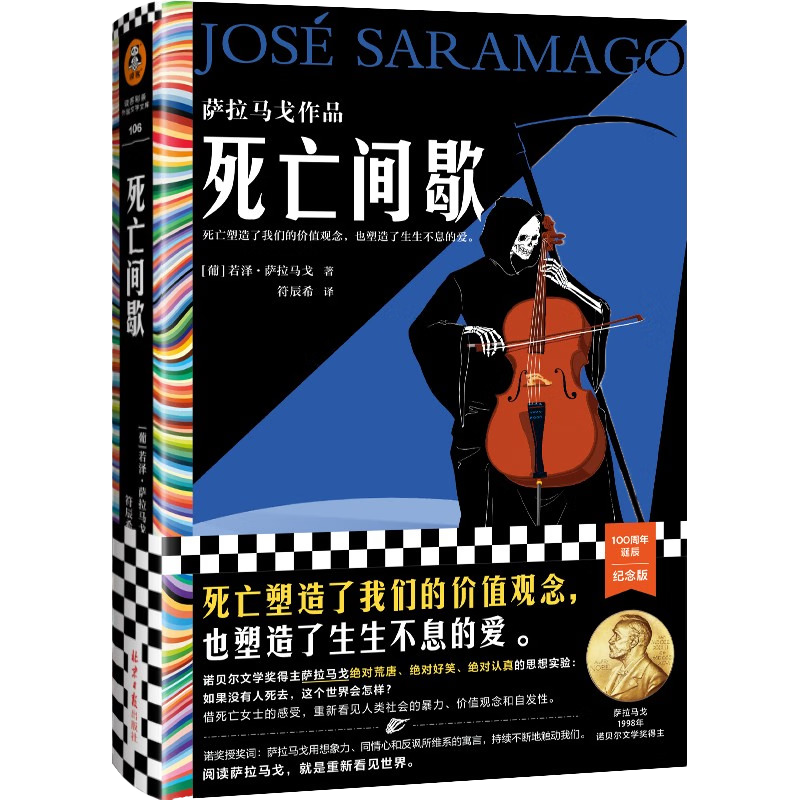 JOSÉ SARAMAGO
萨拉马戈作品
死亡间歇
死亡塑造了我们的价值观念，也塑造了生生不息的爱。
[葡] 若泽·萨拉马戈 著
符辰希 译
100周年
诞辰
纪念版
死亡塑造了我们的价值观念，
也塑造了生生不息的爱。
诺贝尔文学奖得主萨拉马戈绝对荒唐、绝对好笑、绝对认真的思想实验：
如果没有人死去，这个世界会怎样？
借死亡女士的感受，重新看见人类社会的暴力、价值观念和自发性。
诺奖授奖词：萨拉马戈用想象力、同情心和反讽所维系的寓言，持续不断地触动我们。
阅读萨拉马戈，就是重新看见世界。
萨拉马戈
1998年
诺贝尔文学奖得主
106
死亡间歇
[葡] 若泽·萨拉马戈
符辰希
北京日报出版社